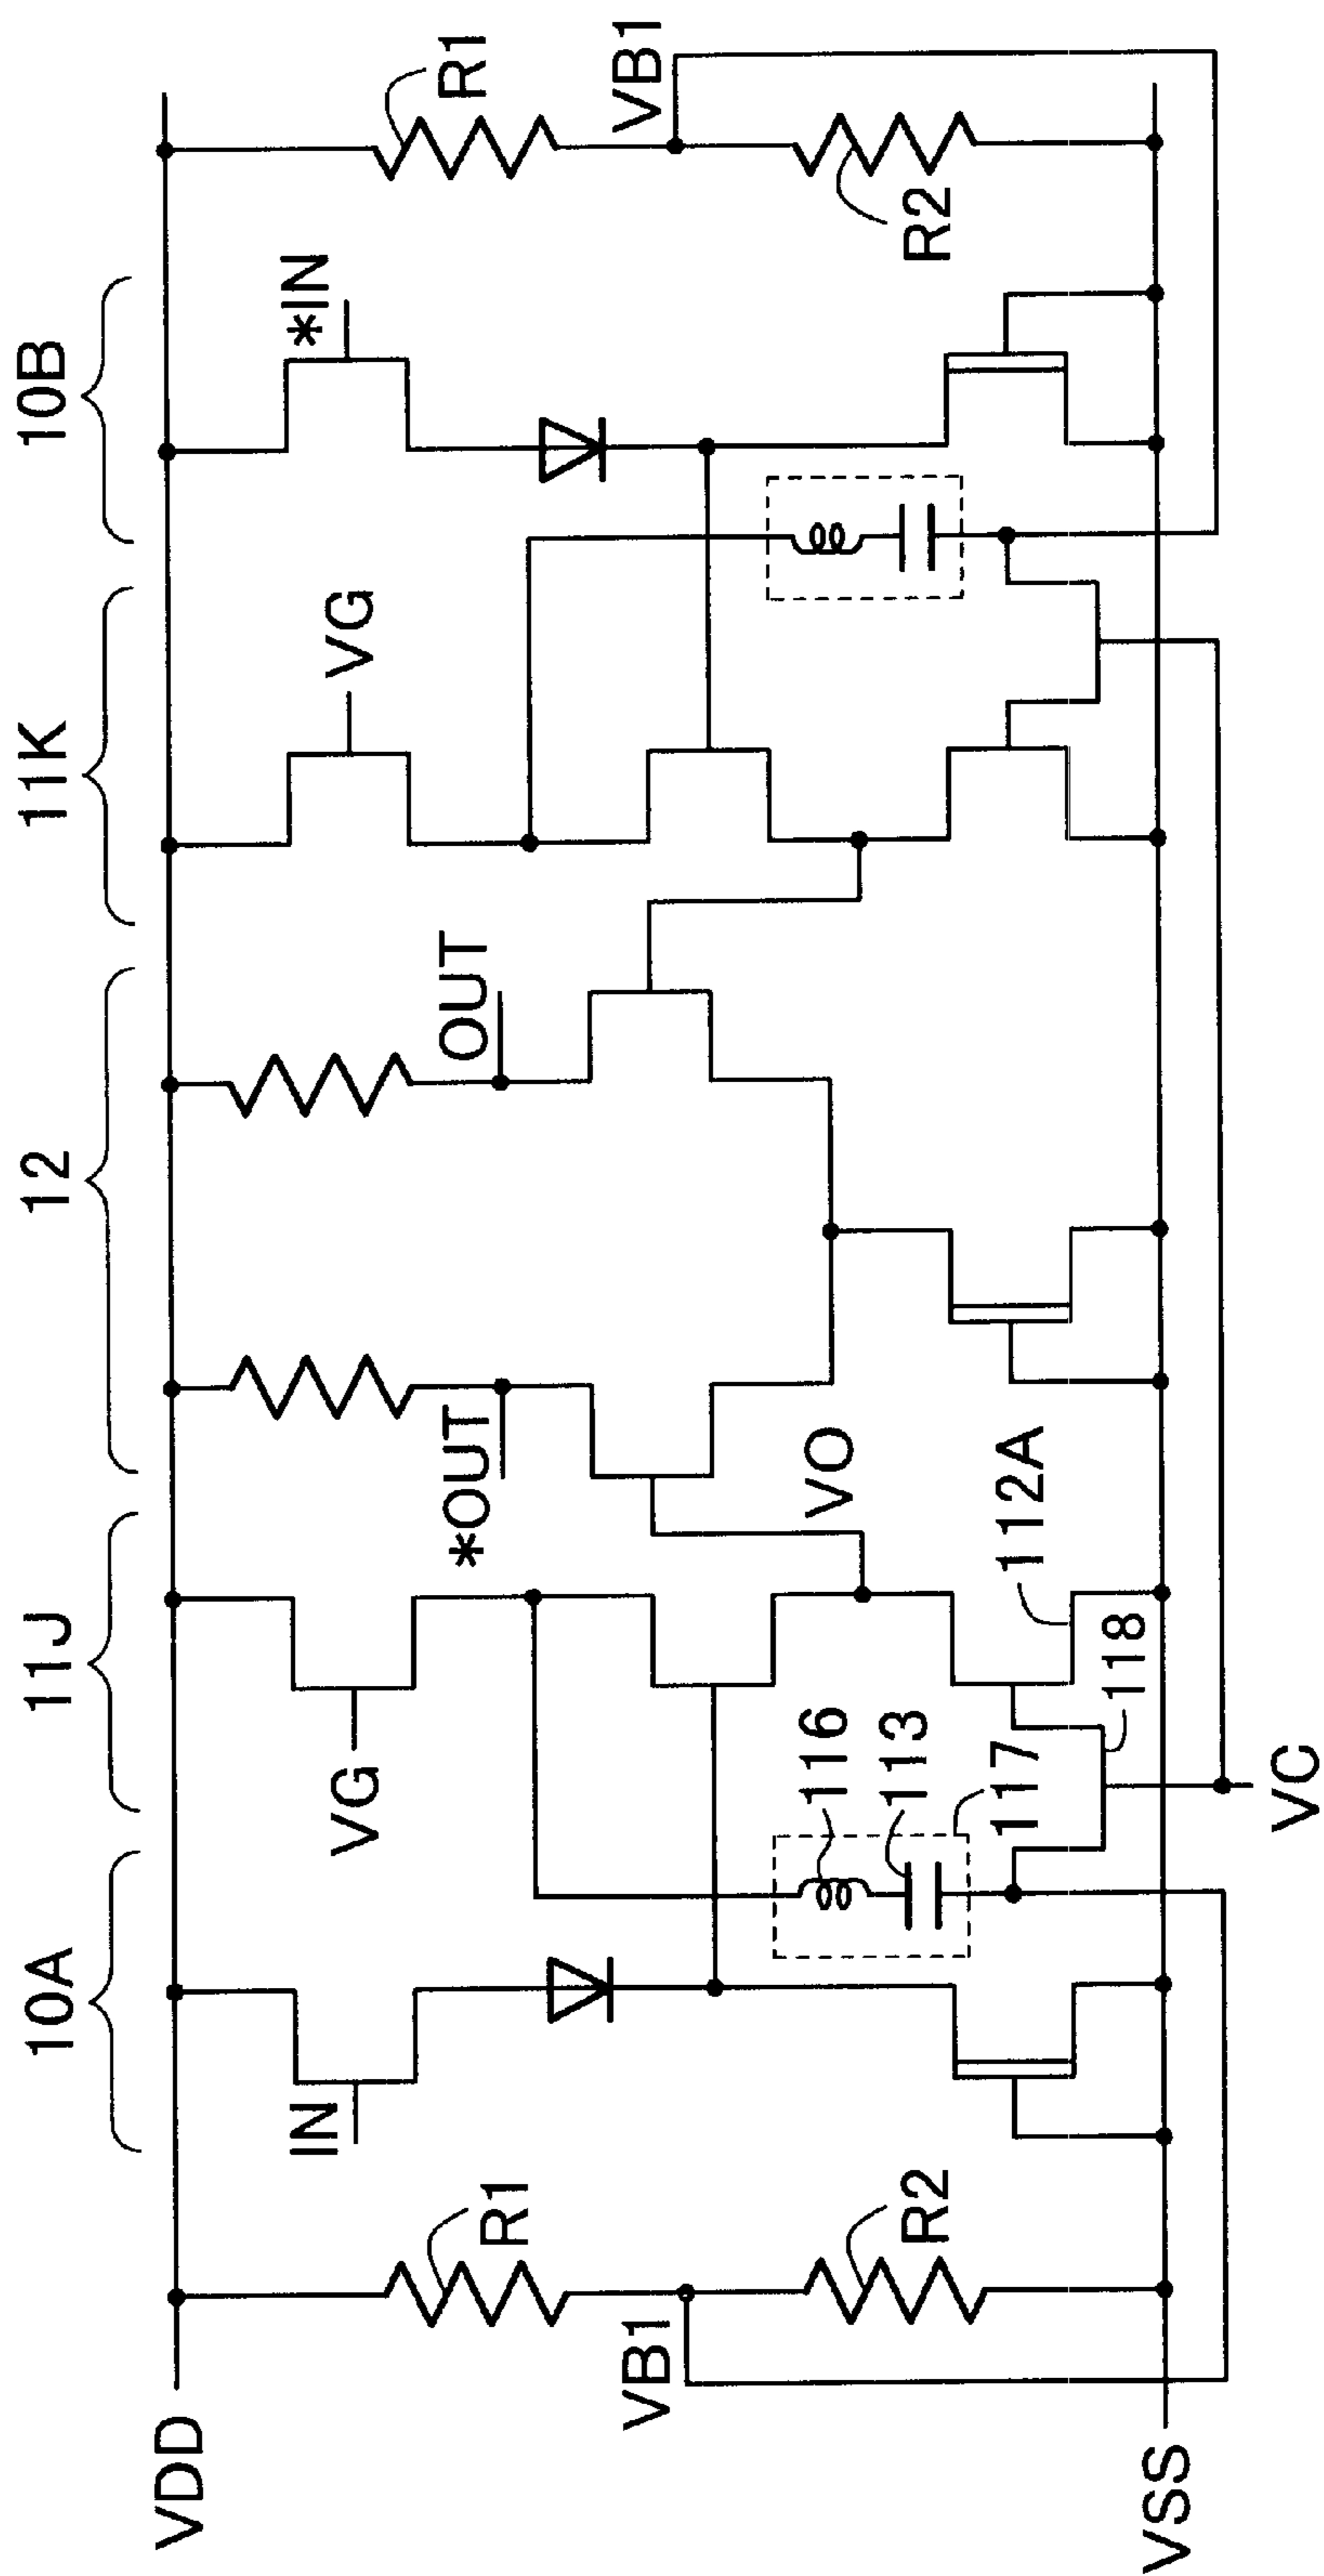 10A
11J
12
11K
10B
VDD
IN
VG
*OUT
OUT
VG
*IN
R1
R1
VB1
VB1
R2
116
113
117
VO
112A
118
R2
VSS
VC